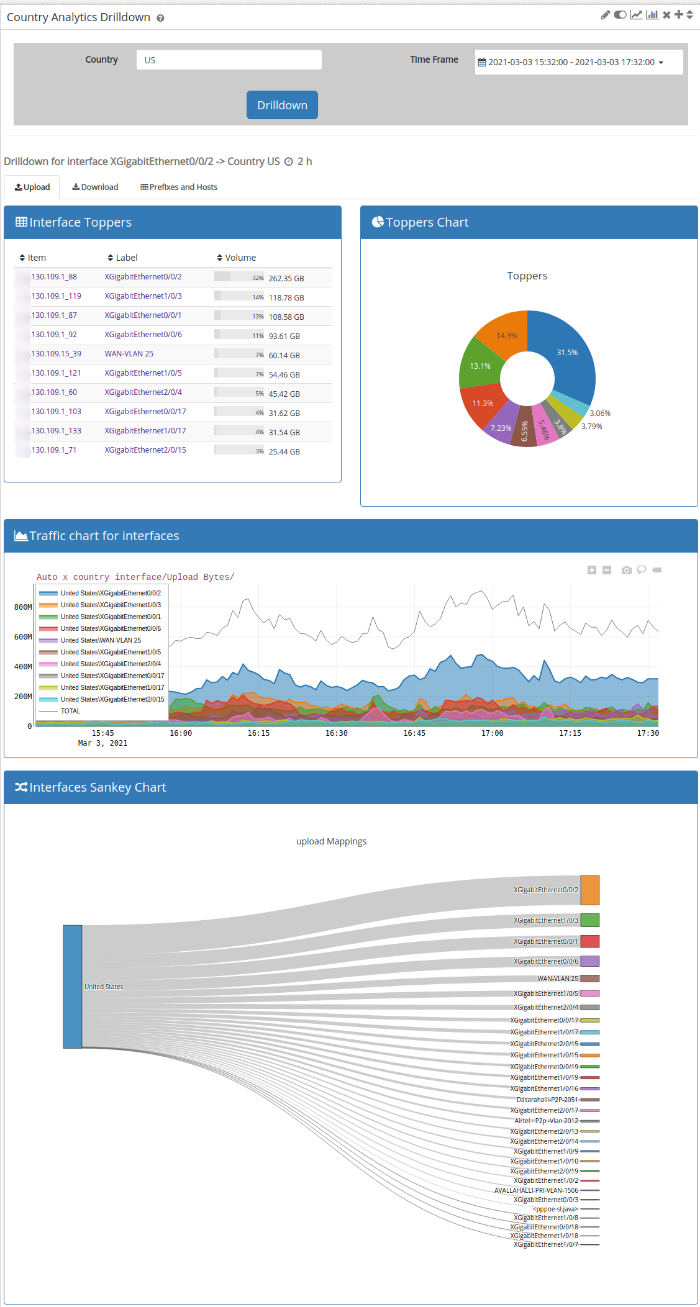 Country Analytics Drilldown
Country US Time Frame 2021-03-03 15:32:00 - 2021-03-03 17:32:00
Drilldown
Drilldown for interface XGigabitEthernet0/0/2 -> Country US 2 h
Upload Download Prefixes and Hosts
Interface Toppers
Item Label Volume
.130.109.1_88 XGigabitEthernet0/0/2 32% 262.35 GB
.130.109.1_119 XGigabitEthernet1/0/3 14% 118.78 GB
.130.109.1_87 XGigabitEthernet0/0/1 13% 108.58 GB
.130.109.1_92 XGigabitEthernet0/0/6 11% 93.61 GB
.130.109.15_39 WAN-VLAN 25 7% 60.14 GB
.130.109.1_121 XGigabitEthernet1/0/5 7% 54.46 GB
.130.109.1_60 XGigabitEthernet2/0/4 5% 45.42 GB
.130.109.1_103 XGigabitEthernet0/0/17 4% 31.62 GB
.130.109.1_133 XGigabitEthernet1/0/17 4% 31.54 GB
.130.109.1_71 XGigabitEthernet2/0/15 3% 25.44 GB
Toppers Chart
Toppers
14.3%
31.5%
13.1%
11.3%
3.06%
3.79%
7.23%
6.55%
5.46%
3.8%
Traffic chart for interfaces
Auto x country interface/Upload Bytes/
United States\XGigabitEthernet0/0/2
United States\XGigabitEthernet1/0/3
United States\XGigabitEthernet0/0/1
United States\XGigabitEthernet0/0/6
United States\WAN-VLAN 25
United States\XGigabitEthernet1/0/5
United States\XGigabitEthernet2/0/4
United States\XGigabitEthernet0/0/17
United States\XGigabitEthernet1/0/17
United States\XGigabitEthernet2/0/15
TOTAL
800M
600M
400M
200M
0
15:45 16:00 16:15 16:30 16:45 17:00 17:15 17:30
Mar 3, 2021
Interfaces Sankey Chart
upload Mappings
United States
XGigabitEthernet0/0/2
XGigabitEthernet1/0/3
XGigabitEthernet0/0/1
XGigabitEthernet0/0/6
WAN-VLAN 25
XGigabitEthernet1/0/5
XGigabitEthernet2/0/4
XGigabitEthernet0/0/17
XGigabitEthernet1/0/17
XGigabitEthernet2/0/15
XGigabitEthernet1/0/15
XGigabitEthernet0/0/19
XGigabitEthernet1/0/19
XGigabitEthernet1/0/16
Dasarahalli-P2P-2051
XGigabitEthernet2/0/17
Airtel-P2p-Vlan-2012
XGigabitEthernet2/0/13
XGigabitEthernet2/0/14
XGigabitEthernet1/0/9
XGigabitEthernet1/0/10
XGigabitEthernet2/0/19
XGigabitEthernet1/0/2
AVALLAHALLI-PRI-VLAN-1506
XGigabitEthernet0/0/3
<pppoe-sljava>
XGigabitEthernet1/0/8
XGigabitEthernet0/0/18
XGigabitEthernet1/0/18
XGigabitEthernet1/0/7